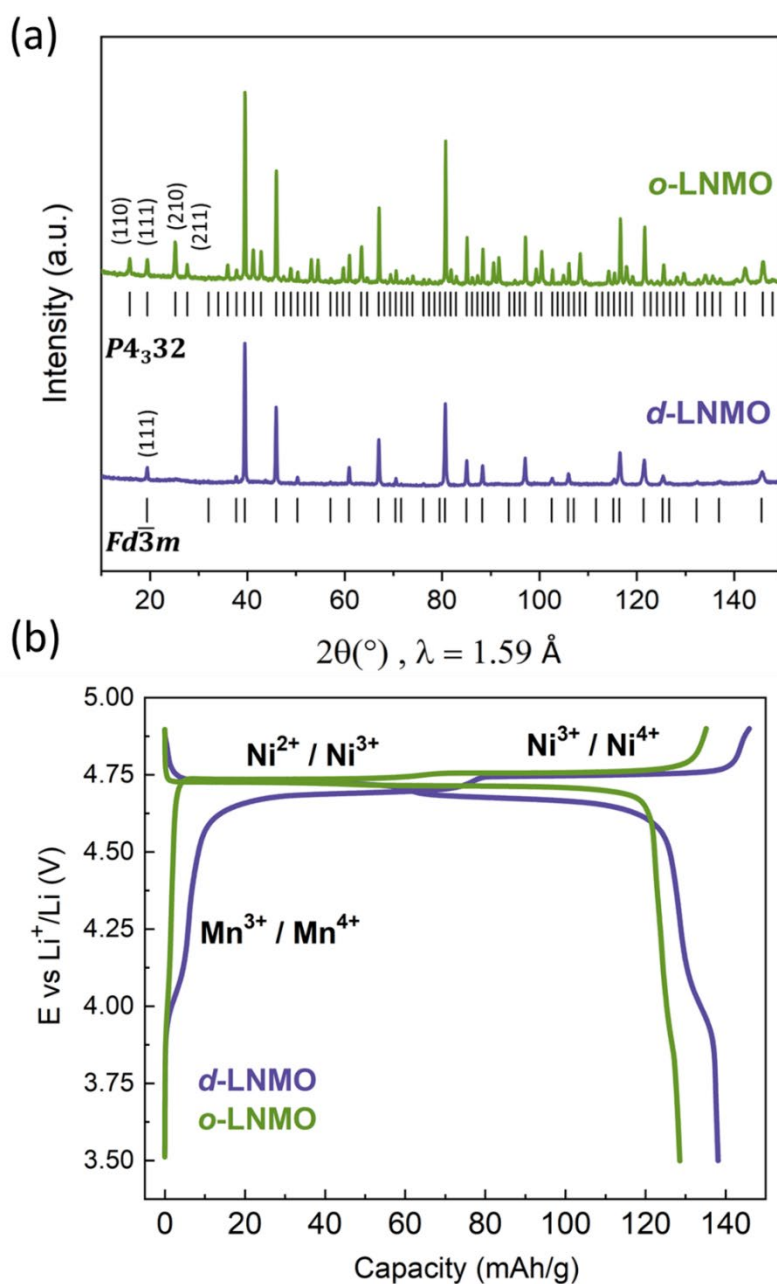 (a)
Intensity (a.u.)
(110)
(111)
(210)
(211)
o-LNMO
P4₃32
(111)
d-LNMO
Fd3̅m
20 40 60 80 100 120 140
2θ(°) , λ = 1.59 Å
(b)
E vs Li⁺/Li (V)
5.00
4.75
4.50
4.25
4.00
3.75
3.50
Ni²⁺ / Ni³⁺
Ni³⁺ / Ni⁴⁺
Mn³⁺ / Mn⁴⁺
d-LNMO
o-LNMO
0 20 40 60 80 100 120 140
Capacity (mAh/g)